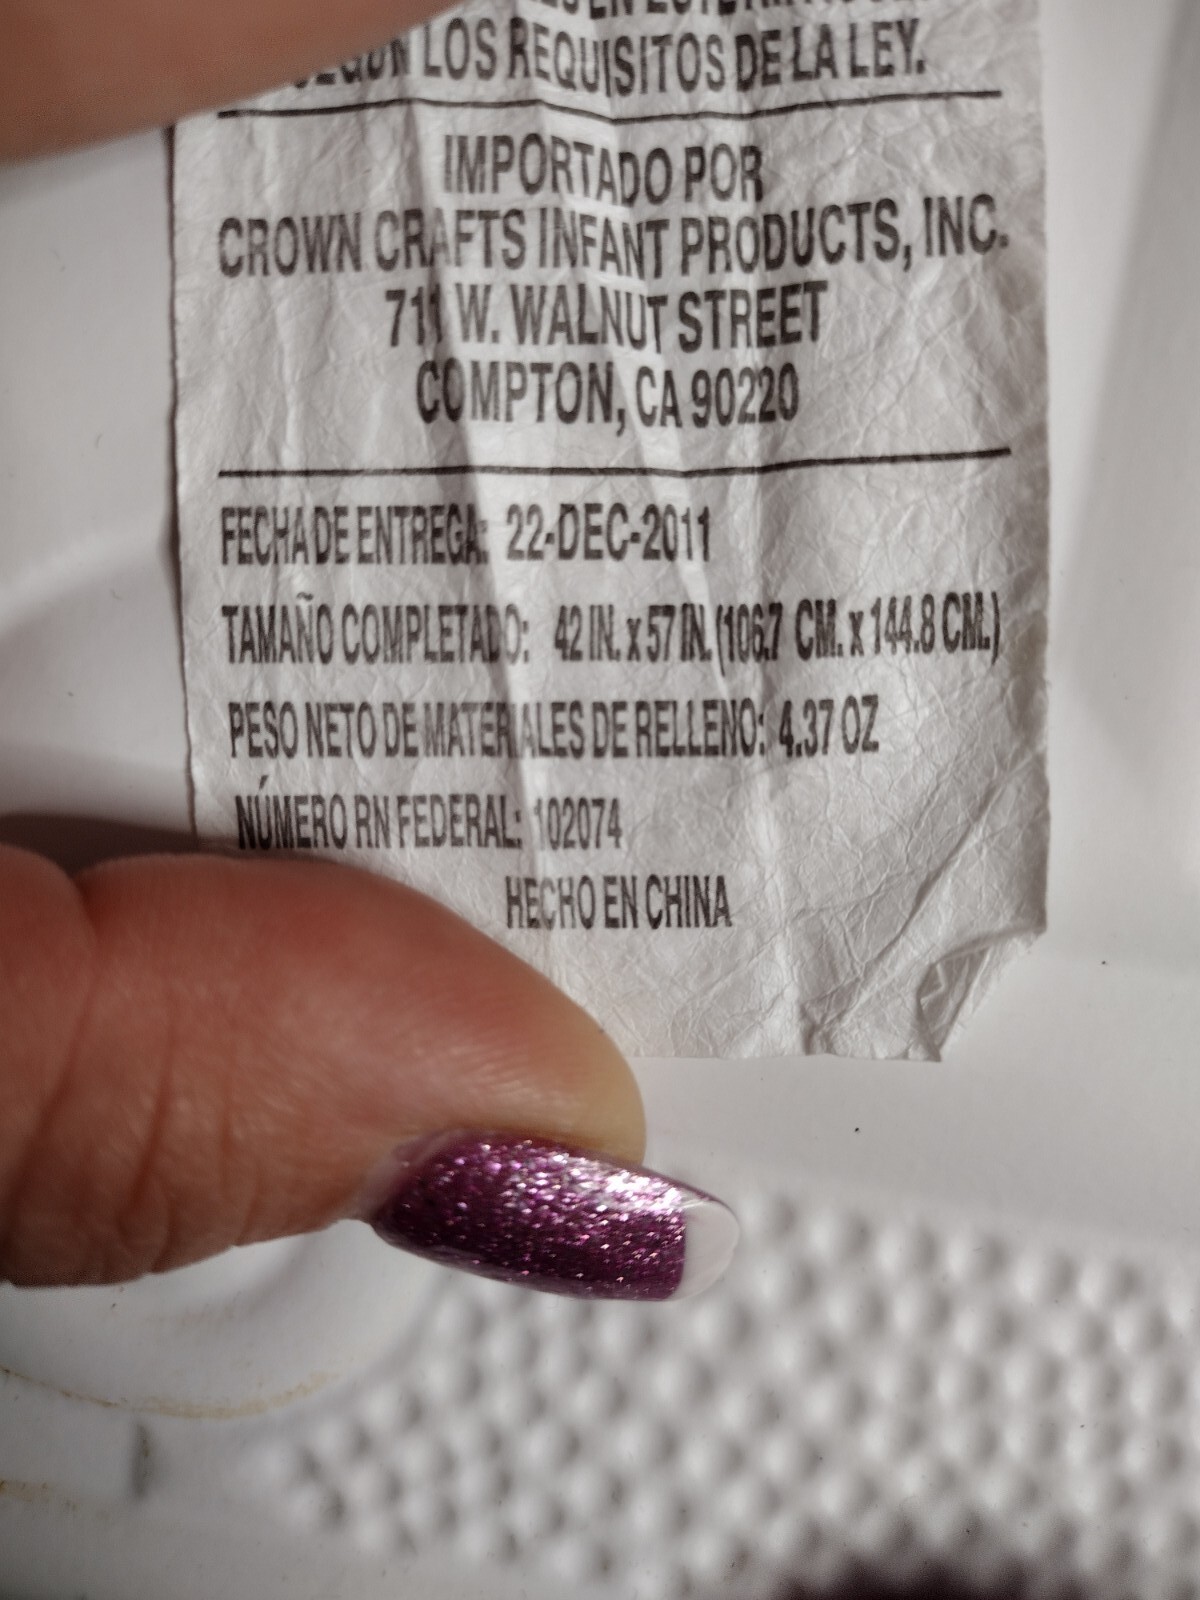 LOS REQUISITOS DE LA LEY.
IMPORTADO POR
CROWN CRAFTS INFANT PRODUCTS, INC.
711 W. WALNUT STREET
COMPTON, CA 90220
FECHA DE ENTREGA: 22-DEC-2011
TAMAÑO COMPLETADO: 42 IN. x 57 IN. (106.7 CM. x 144.8 CM.)
PESO NETO DE MATERIALES DE RELLENO: 4.37 OZ
NÚMERO RN FEDERAL: 102074
HECHO EN CHINA